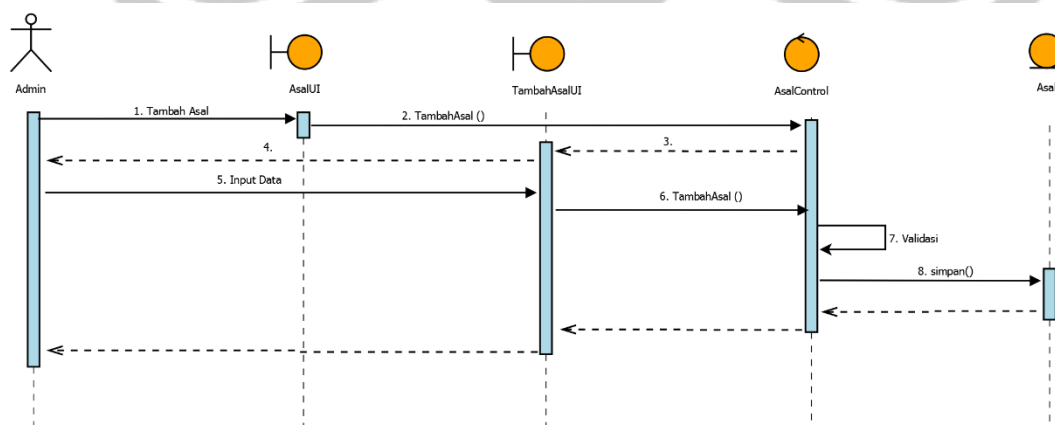 Admin
AsalUI
TambahAsalUI
AsalControl
Asal
1. Tambah Asal
2. TambahAsal ()
3.
4.
5. Input Data
6. TambahAsal ()
7. Validasi
8. simpan()